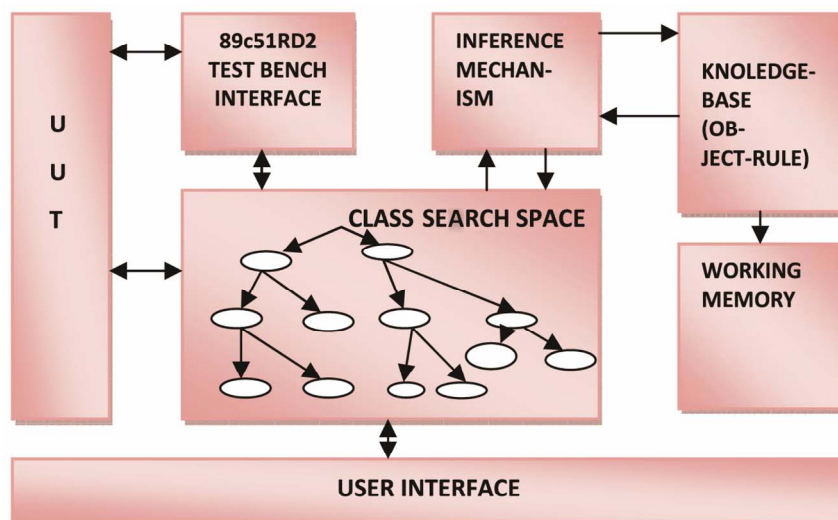 U
U
T
89c51RD2
TEST BENCH
INTERFACE
INFERENCE
MECHAN-
ISM
KNOLEDGE-
BASE
(OB-
JECT-RULE)
CLASS SEARCH SPACE
WORKING
MEMORY
USER INTERFACE